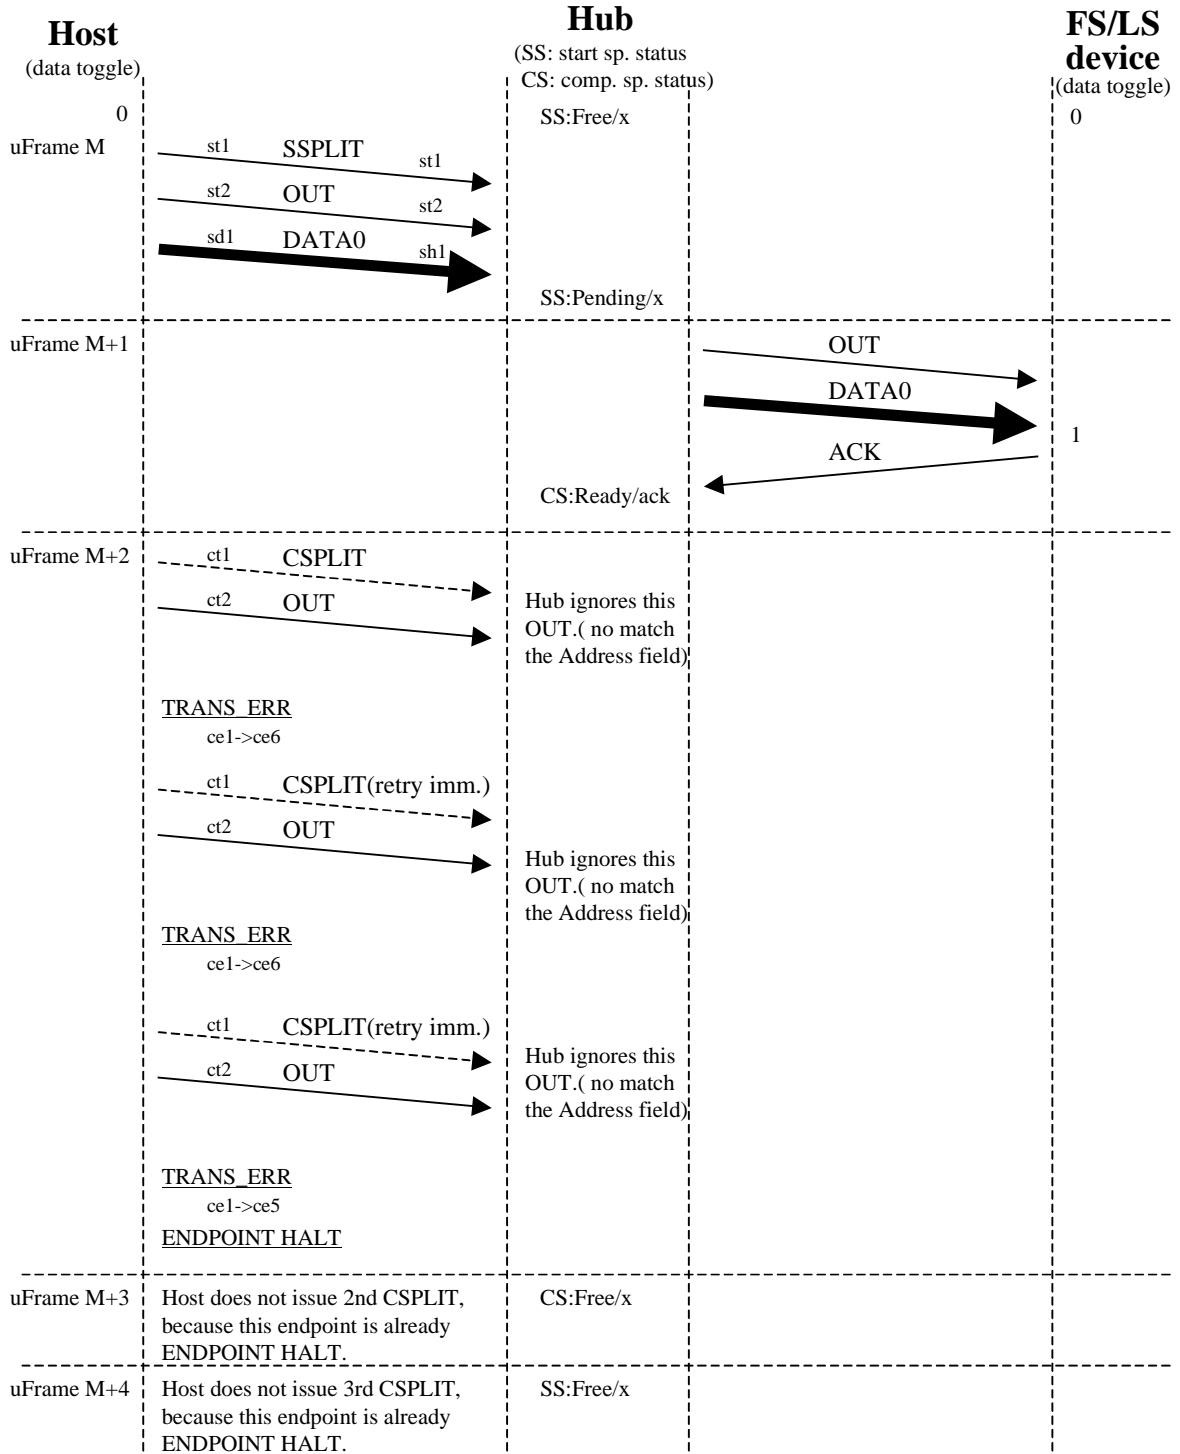 Host
(data toggle)
Hub
(SS: start sp. status
CS: comp. sp. status)
FS/LS
device
(data toggle)
0
SS:Free/x
0
uFrame M
st1
SSPLIT
st1
st2
OUT
st2
sd1
DATA0
sh1
SS:Pending/x
uFrame M+1
OUT
DATA0
1
ACK
CS:Ready/ack
uFrame M+2
ct1
CSPLIT
ct2
OUT
Hub ignores this
OUT.( no match
the Address field)
TRANS_ERR
ce1->ce6
ct1
CSPLIT(retry imm.)
ct2
OUT
Hub ignores this
OUT.( no match
the Address field)
TRANS_ERR
ce1->ce6
ct1
CSPLIT(retry imm.)
ct2
OUT
Hub ignores this
OUT.( no match
the Address field)
TRANS_ERR
ce1->ce5
ENDPOINT HALT
uFrame M+3
Host does not issue 2nd CSPLIT,
because this endpoint is already
ENDPOINT HALT.
CS:Free/x
uFrame M+4
Host does not issue 3rd CSPLIT,
because this endpoint is already
ENDPOINT HALT.
SS:Free/x